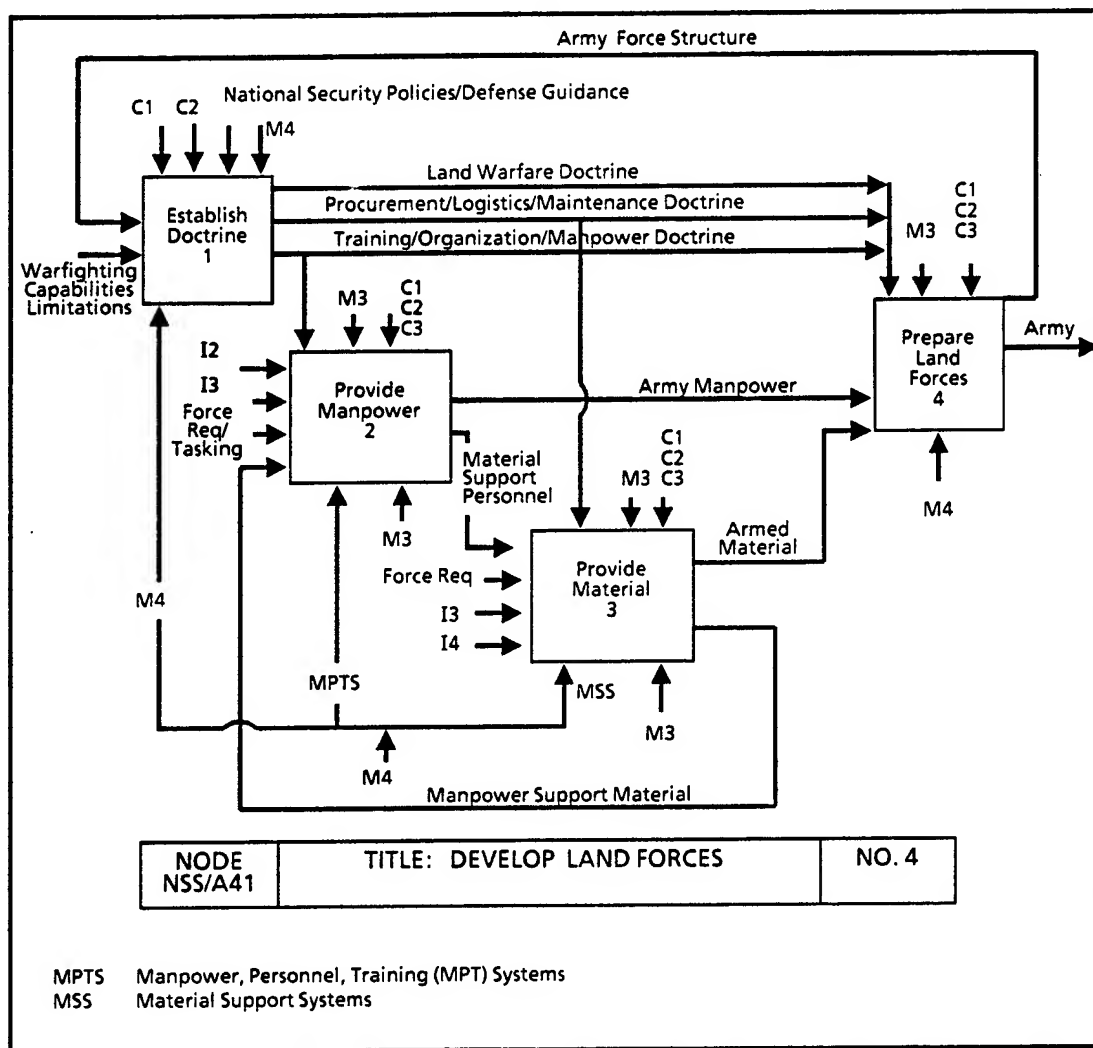 Army Force Structure
National Security Policies/Defense Guidance
C1 C2
M4
Land Warfare Doctrine
Procurement/Logistics/Maintenance Doctrine
Training/Organization/Manpower Doctrine
Establish
Doctrine
1
Warfighting
Capabilities
Limitations
C1
C2
C3
M3
M3
C1
C2
C3
Prepare
Land
Forces
4
Army
I2
I3
Force
Req/
Tasking
Provide
Manpower
2
Army Manpower
Material
Support
Personnel
C1
C2
C3
M3
M3
M4
Armed
Material
Force Req
I3
I4
Provide
Material
3
M4
MPTS
MSS
M3
M4
Manpower Support Material
NODE
NSS/A41
TITLE: DEVELOP LAND FORCES
NO. 4
MPTS Manpower, Personnel, Training (MPT) Systems
MSS Material Support Systems